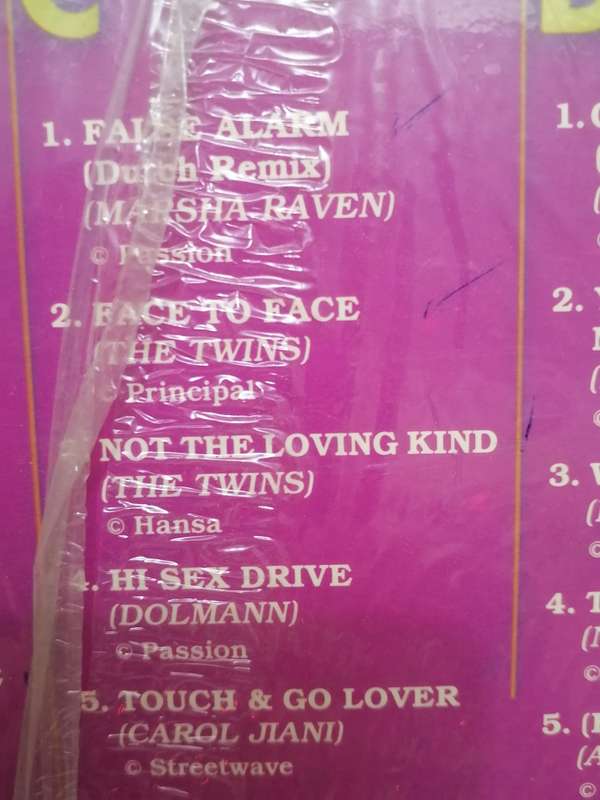 C
1. FALSE ALARM
(Dutch Remix)
(MARSHA RAVEN)
© Passion
2. FACE TO FACE
(THE TWINS)
© Principal
NOT THE LOVING KIND
(THE TWINS)
© Hansa
4. HI SEX DRIVE
(DOLMANN)
© Passion
5. TOUCH & GO LOVER
(CAROL JIANI)
© Streetwave
1.
2.
3.
4.
5.